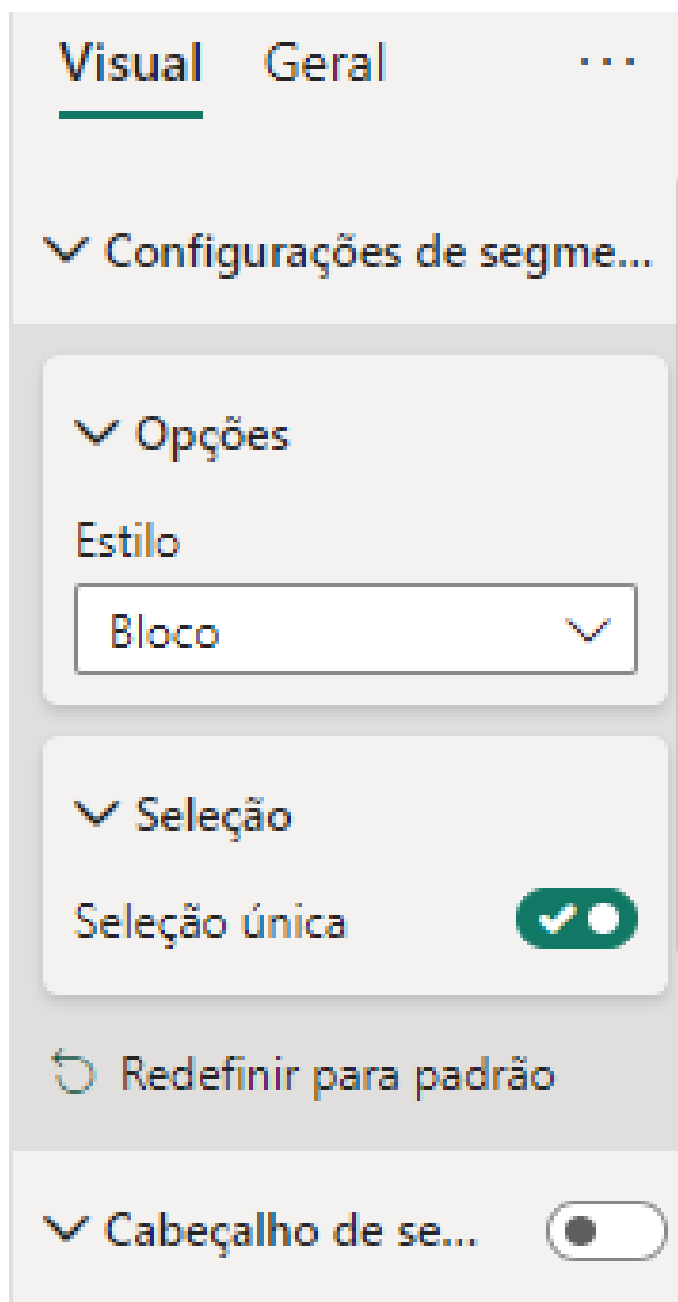 Visual Geral ...
Configurações de segme...
Opções
Estilo
Bloco
Seleção
Seleção única
Redefinir para padrão
Cabeçalho de se...